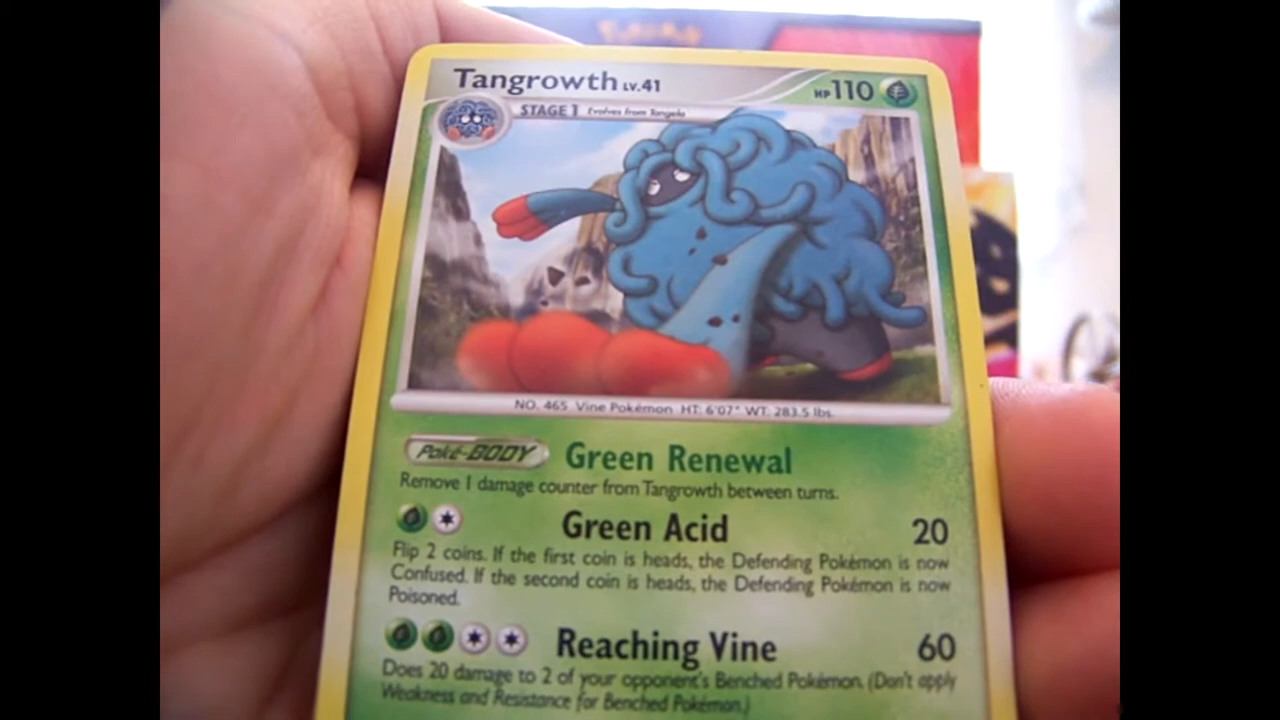 Tangrowth LV.41 HP 110
STAGE 1 Evolves from Tangela
NO. 465 Vine Pokémon HT: 6'07" WT: 283.5 lbs.
Poké-BODY Green Renewal
Remove 1 damage counter from Tangrowth between turns.
Green Acid 20
Flip 2 coins. If the first coin is heads, the Defending Pokémon is now
Confused. If the second coin is heads, the Defending Pokémon is now
Poisoned.
Reaching Vine 60
Does 20 damage to 2 of your opponent's Benched Pokémon. (Don't apply
Weakness and Resistance for Benched Pokémon.)